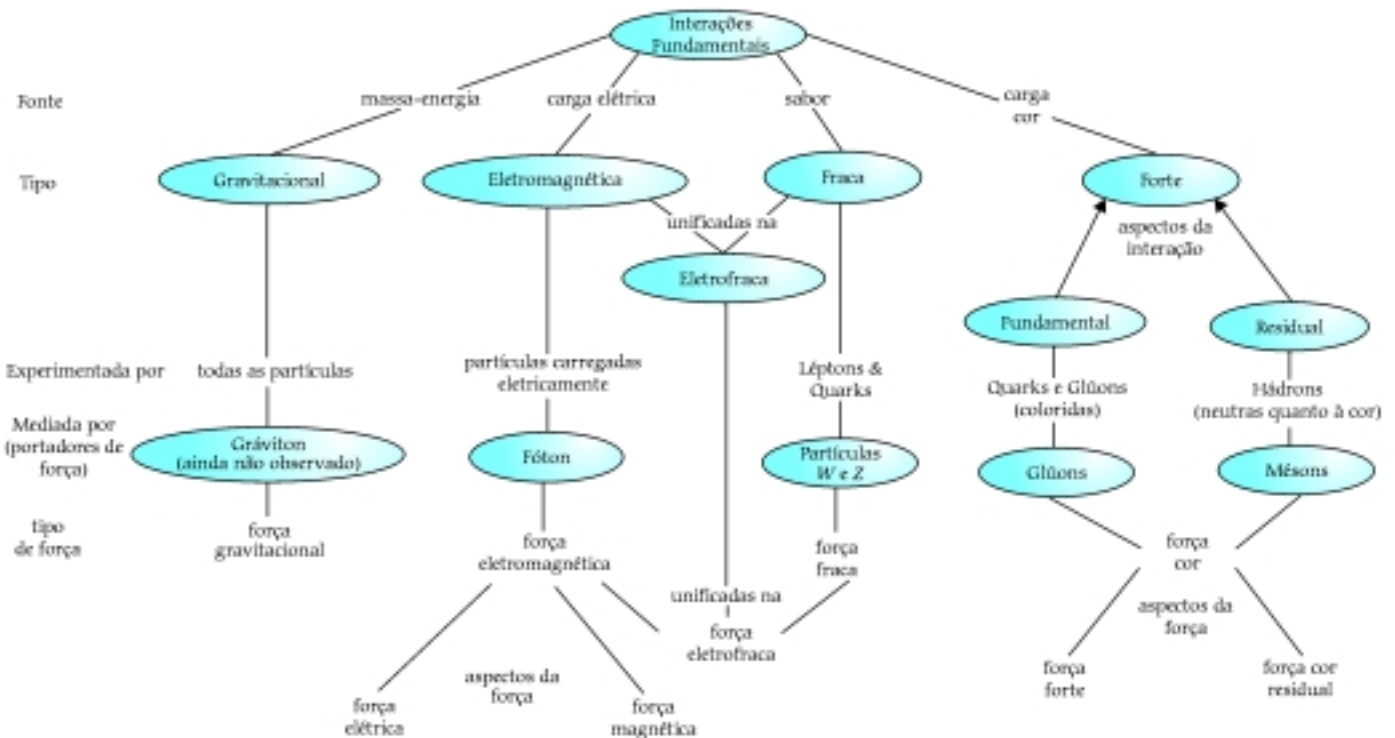 Interações
Fundamentais
Fonte
massa-energia
carga elétrica
sabor
carga
cor
Tipo
Gravitacional
Eletromagnética
Fraca
Forte
unificadas na
aspectos da
interação
Eletrofraca
Fundamental
Residual
Experimentada por
todas as partículas
partículas carregadas
eletricamente
Léptons &
Quarks
Quarks e Glúons
(coloridas)
Hádrons
(neutras quanto à cor)
Mediada por
(portadores de
força)
Gráviton
(ainda não observado)
Fóton
Partículas
W e Z
Glúons
Mésons
tipo
de força
força
gravitacional
força
eletromagnética
força
fraca
força
cor
unificadas na
força
eletrofraca
aspectos da
força
força
elétrica
aspectos da
força
força
magnética
força
forte
força cor
residual